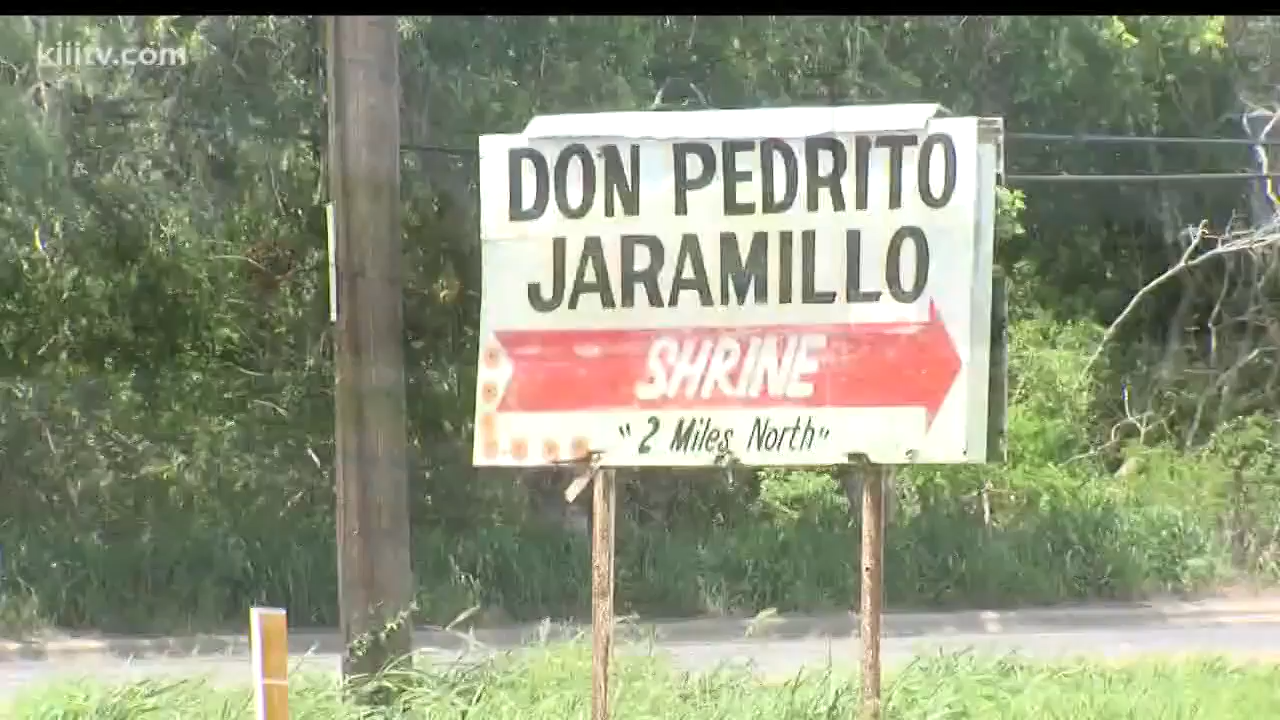 kiiitv.com
DON PEDRITO
JARAMILLO
SHRINE
"2 Miles North"